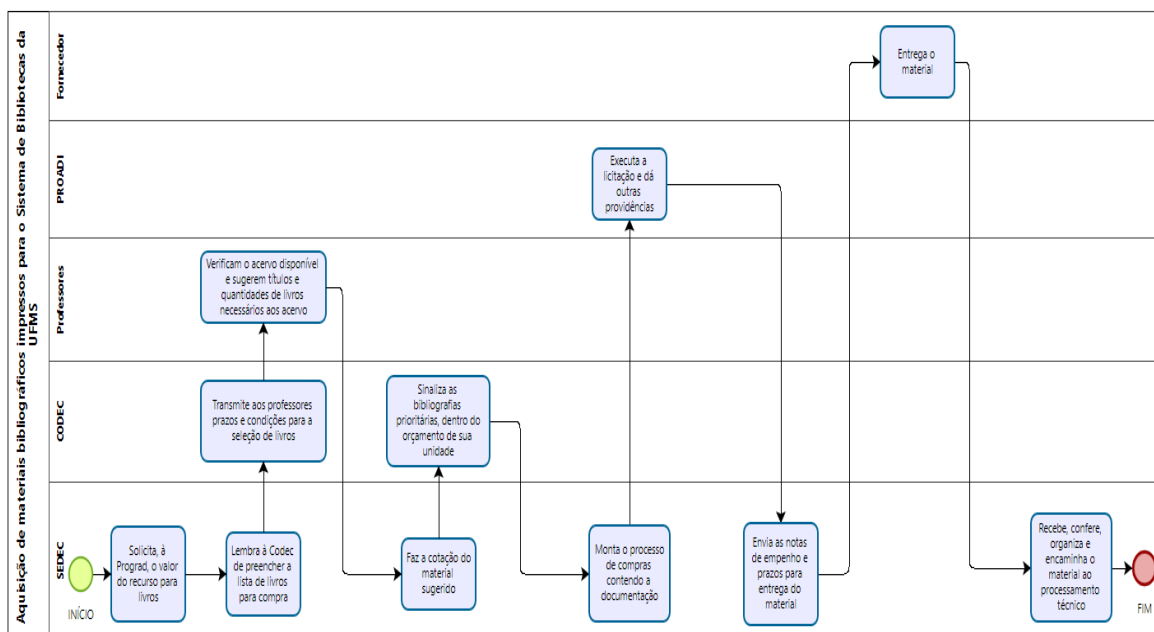 Aquisição de materiais bibliográficos impressos para o Sistema de Bibliotecas da
UFMS
Fornecedor
Entrega o
material
PROADI
Executa a
licitação e dá
outras
providências
Professores
Verificam o acervo disponível
e sugerem títulos e
quantidades de livros
necessários aos acervo
CODEC
Transmite aos professores
prazos e condições para a
seleção de livros
Sinaliza as
bibliografias
prioritárias, dentro do
orçamento de sua
unidade
SEDEC
INÍCIO
Solicita, à
Prograd, o valor
do recurso para
livros
Lembra à Codec
de preencher a
lista de livros
para compra
Faz a cotação do
material
sugerido
Monta o processo
de compras
contendo a
documentação
Envia as notas de
empenho e
prazos para
entrega do
material
Recebe, confere,
organiza e
encaminha o
material ao
processamento
técnico
FIM